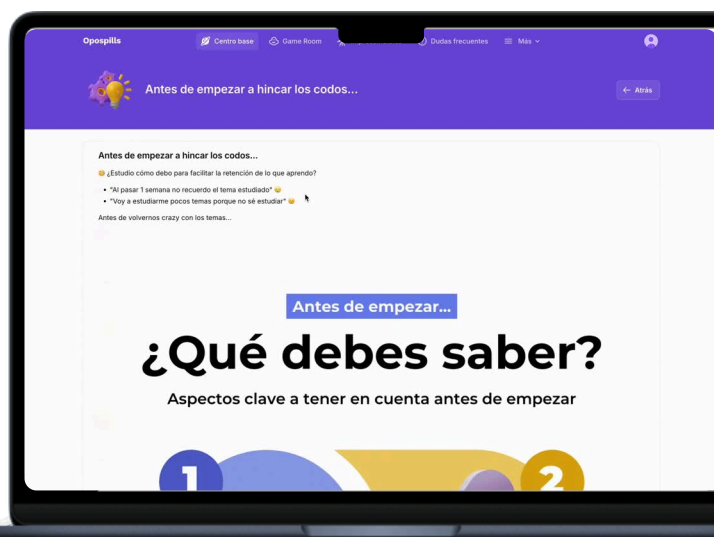 Opospills
Centro base
Game Room
Dudas frecuentes
Más
Antes de empezar a hincar los codos...
Atrás
Antes de empezar a hincar los codos...
¿Estudio cómo debo para facilitar la retención de lo que aprendo?
"Al pasar 1 semana no recuerdo el tema estudiado"
"Voy a estudiarme pocos temas porque no sé estudiar"
Antes de volvernos crazy con los temas...
Antes de empezar...
¿Qué debes saber?
Aspectos clave a tener en cuenta antes de empezar
1
2